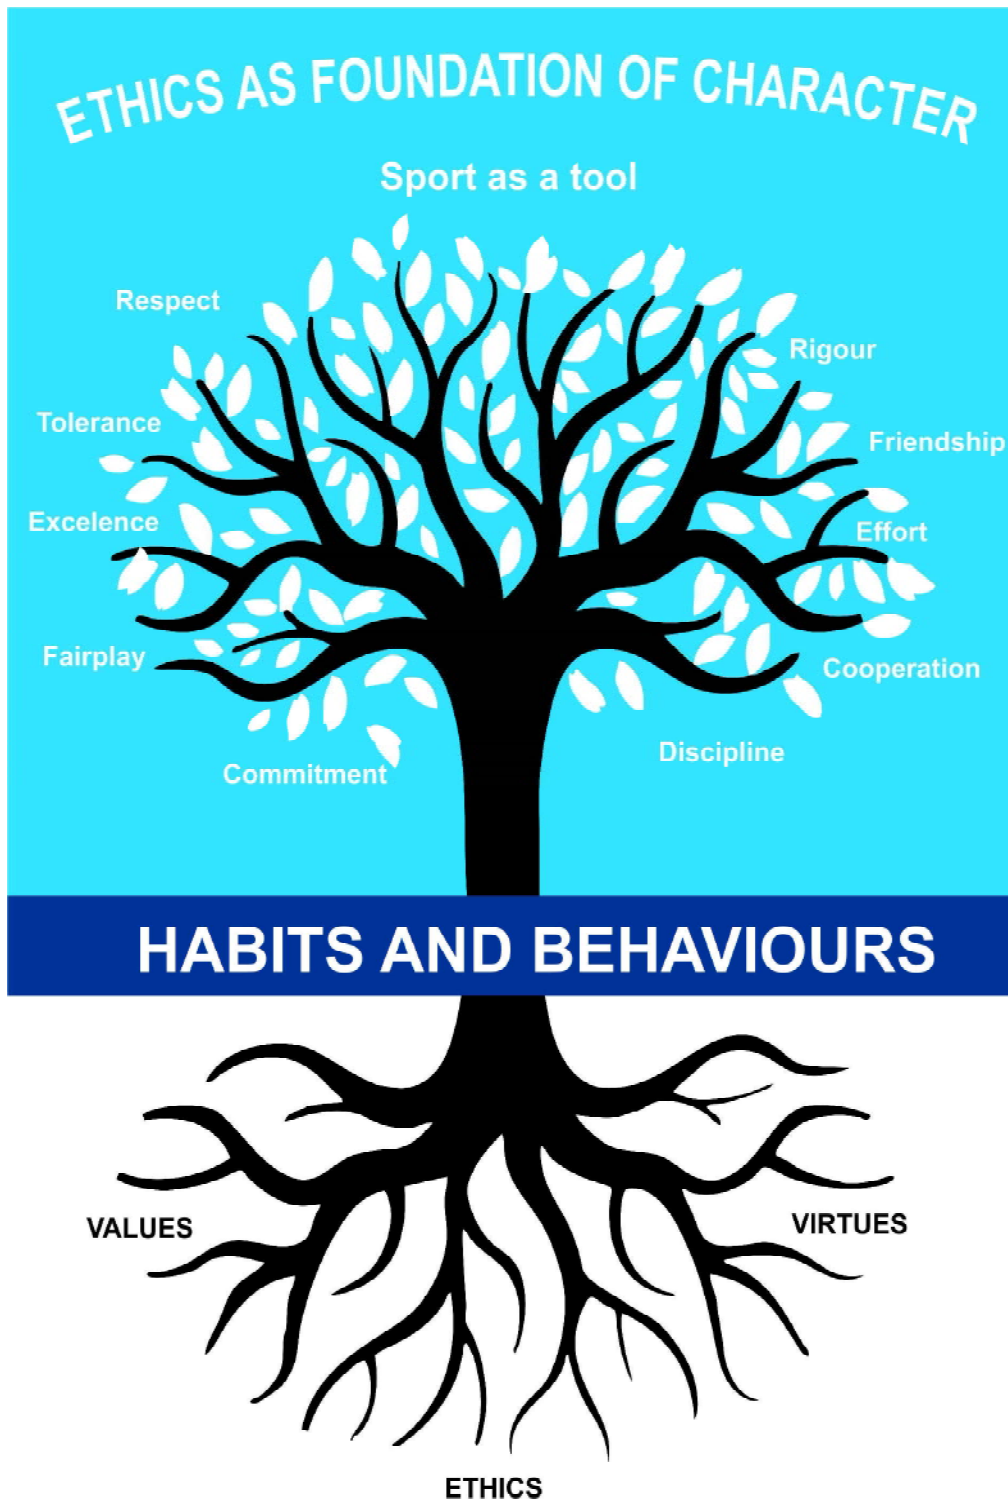 ETHICS AS FOUNDATION OF CHARACTER
Sport as a tool
Respect
Rigour
Tolerance
Friendship
Excelence
Effort
Fairplay
Cooperation
Discipline
Commitment
HABITS AND BEHAVIOURS
VALUES
VIRTUES
ETHICS